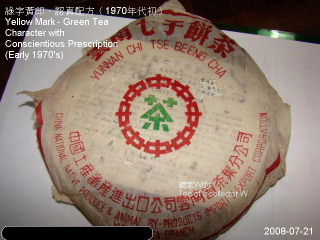 綠字黃印 - 認真配方 ( 1970年代初 )
Yellow Mark - Green Tea
Character with
Conscientious Prescription
(Early 1970's)
雲南七子餅茶
YUNNAN CHI TSE BEENG CHA
中
茶
中國土產畜產進出口公司雲南省茶葉分公司
CHINA NATIONAL NATIVE PRODUCE & ANIMAL BY-PRODUCTS IMPORT & EXPORT CORPORATION
TEA BRANCH
Tea of collector W
2008-07-21